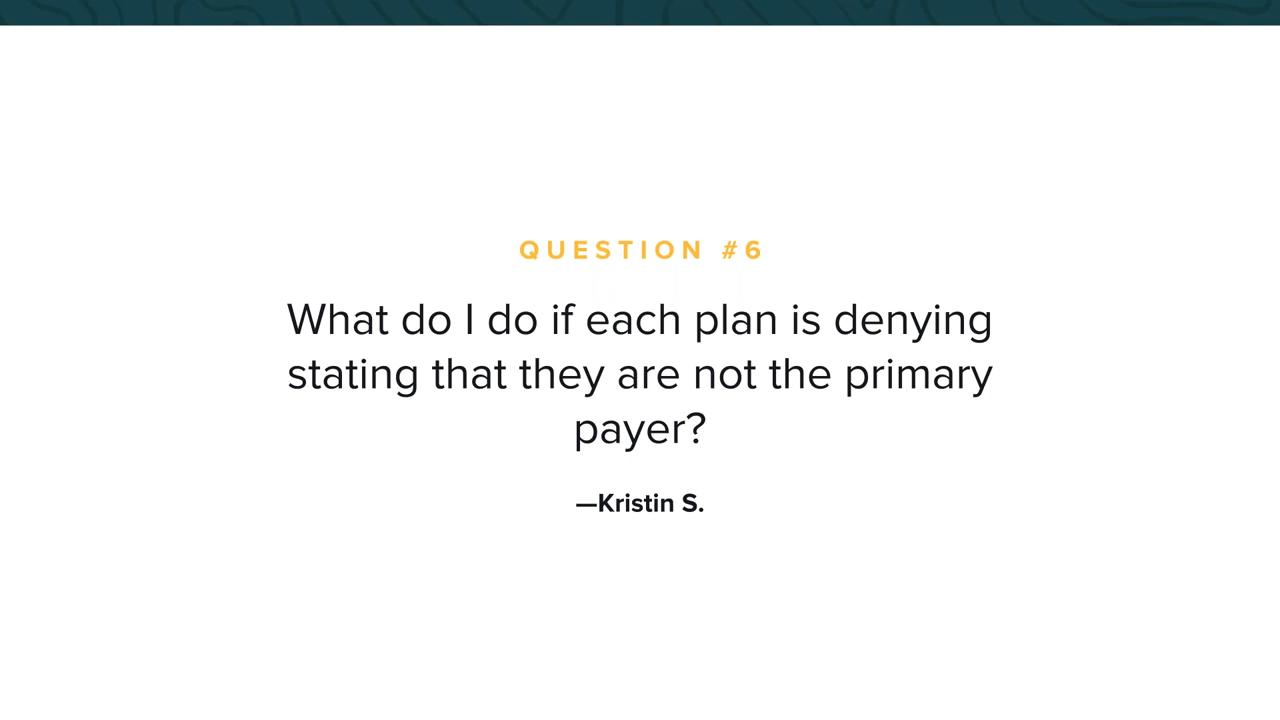 QUESTION #6
What do I do if each plan is denying
stating that they are not the primary
payer?
—Kristin S.